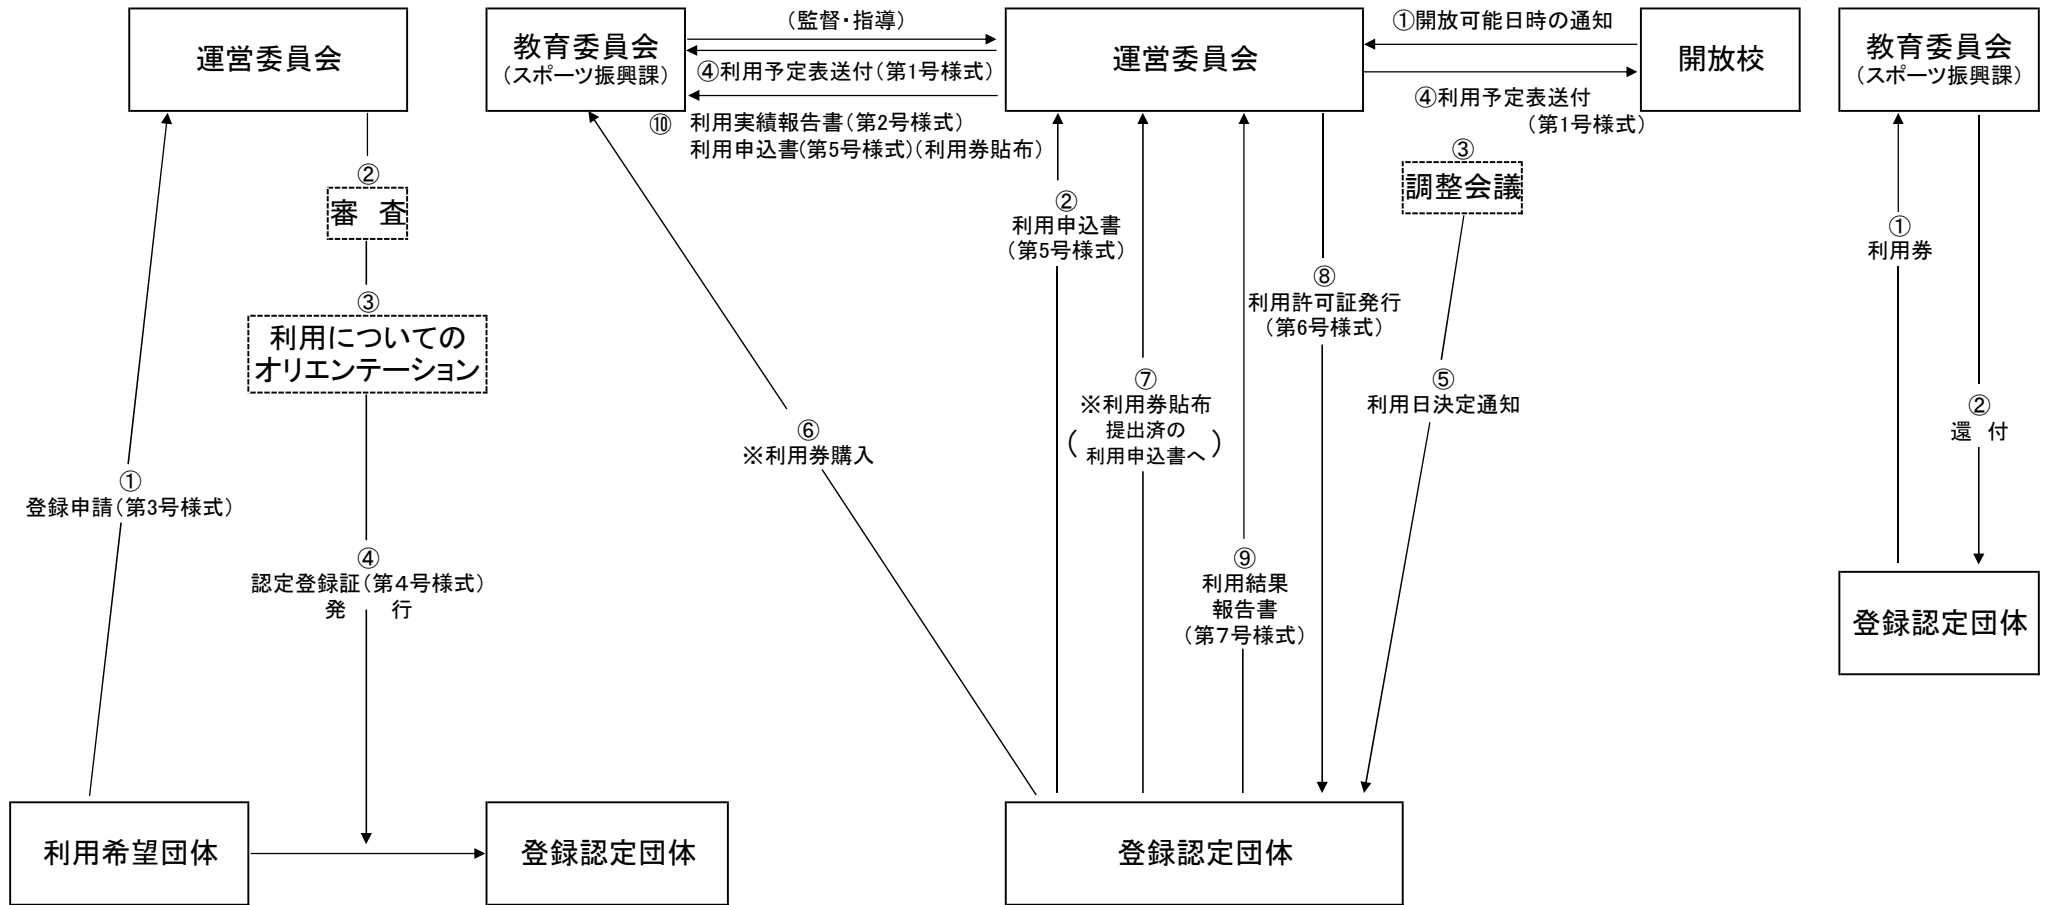 運営委員会
②
審　査
③
利用についての
オリエンテーション
①
登録申請（第3号様式）
④
認定登録証（第４号様式）
発　　行
利用希望団体
登録認定団体
教育委員会
（スポーツ振興課）
（監督・指導）
④利用予定表送付（第1号様式）
⑩
利用実績報告書（第2号様式）
利用申込書（第5号様式）（利用券貼布）
運営委員会
①開放可能日時の通知
④利用予定表送付
（第1号様式）
開放校
②
利用申込書
（第5号様式）
③
調整会議
⑧
利用許可証発行
（第6号様式）
⑤
利用日決定通知
⑥
※利用券購入
⑦
※利用券貼布
（提出済の
利用申込書へ）
⑨
利用結果
報告書
（第７号様式）
登録認定団体
教育委員会
（スポーツ振興課）
①
利用券
②
還　付
登録認定団体